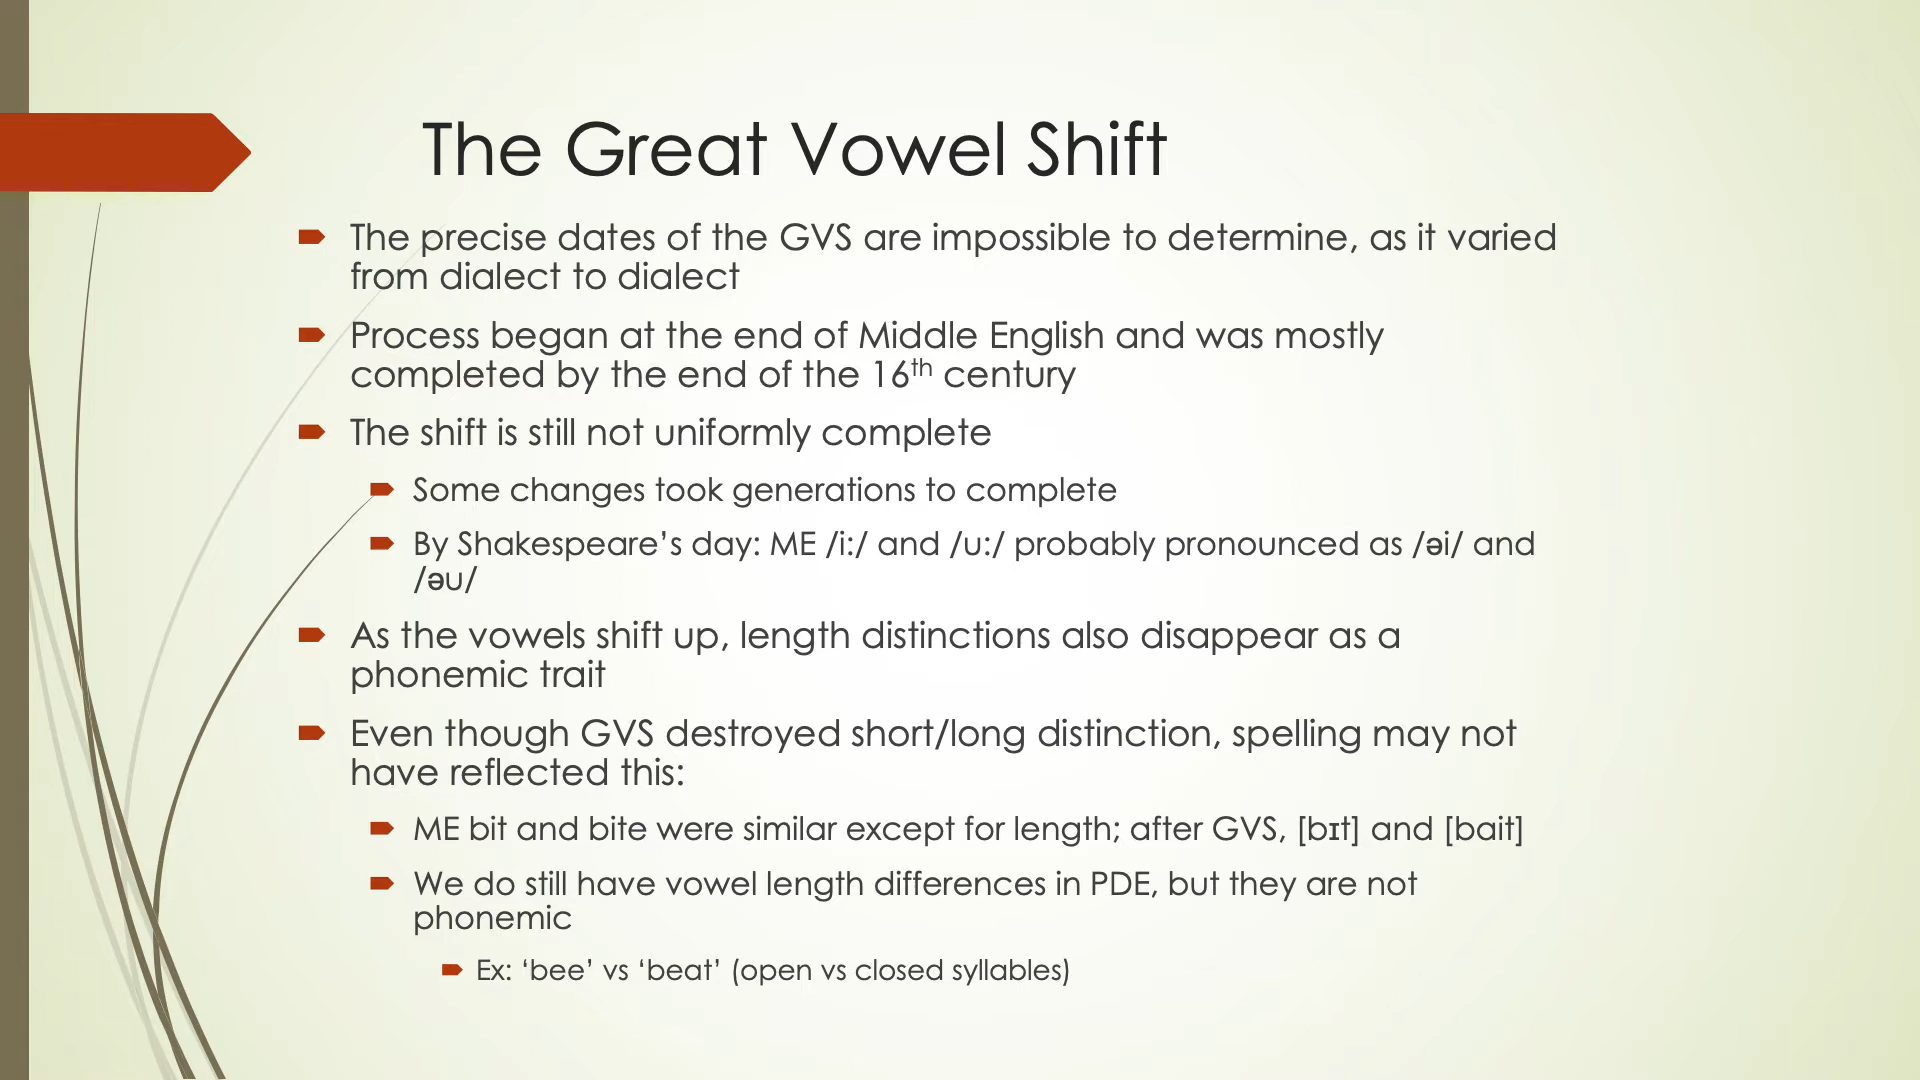 The Great Vowel Shift
The precise dates of the GVS are impossible to determine, as it varied
from dialect to dialect
Process began at the end of Middle English and was mostly
completed by the end of the 16th century
The shift is still not uniformly complete
Some changes took generations to complete
By Shakespeare’s day: ME /i:/ and /u:/ probably pronounced as /əi/ and
/əu/
As the vowels shift up, length distinctions also disappear as a
phonemic trait
Even though GVS destroyed short/long distinction, spelling may not
have reflected this:
ME bit and bite were similar except for length; after GVS, [bɪt] and [bait]
We do still have vowel length differences in PDE, but they are not
phonemic
Ex: ‘bee’ vs ‘beat’ (open vs closed syllables)